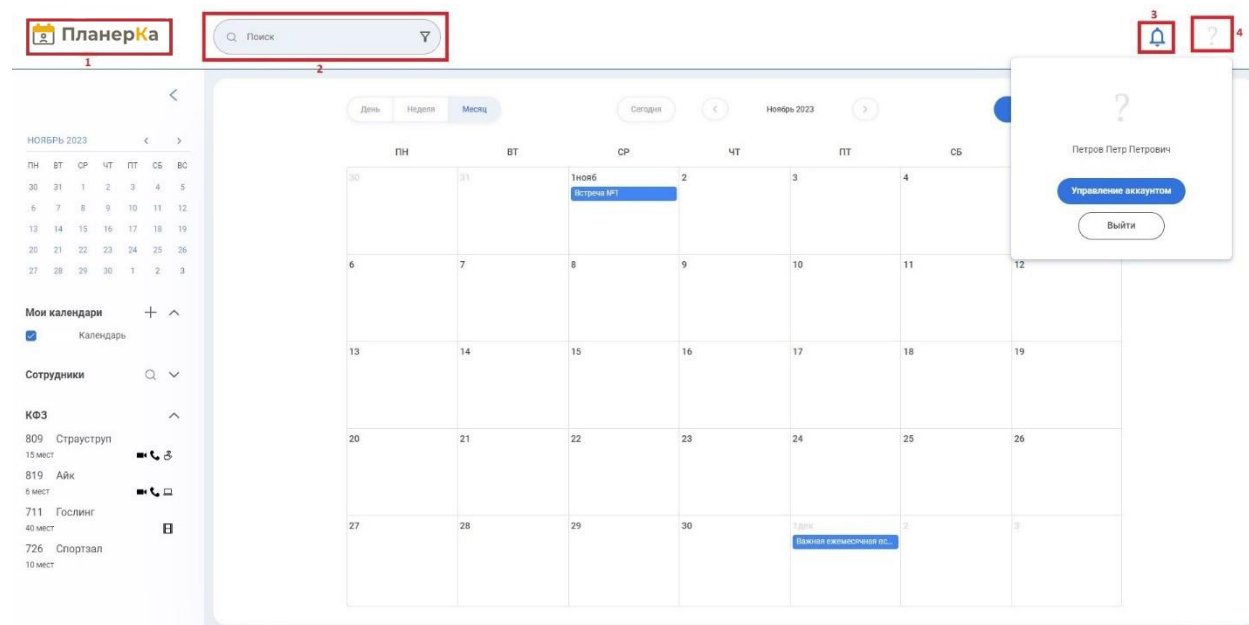 ПланерКа
1
Поиск
2
3
?
4
НОЯБРЬ 2023
ПН ВТ СР ЧТ ПТ СБ ВС
30 31 1 2 3 4 5
6 7 8 9 10 11 12
13 14 15 16 17 18 19
20 21 22 23 24 25 26
27 28 29 30 1 2 3
Мои календари
Календарь
Сотрудники
КФЗ
809 Страуструп
15 мест
819 Айк
6 мест
711 Гослинг
40 мест
726 Спортзал
10 мест
День Неделя Месяц
Сегодня
Ноябрь 2023
ПН ВТ СР ЧТ ПТ СБ
30 31 1нояб 2 3 4
Встреча №1
6 7 8 9 10 11 12
13 14 15 16 17 18 19
20 21 22 23 24 25 26
27 28 29 30 1дек 2 3
Важная ежемесячная вс...
?
Петров Петр Петрович
Управление аккаунтом
Выйти